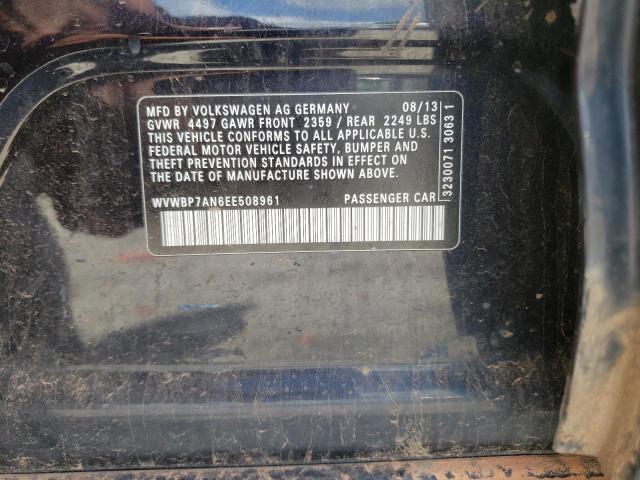 MFD BY VOLKSWAGEN AG GERMANY 08/13
GVWR 4497 GAWR FRONT 2359 / REAR 2249 LBS
THIS VEHICLE CONFORMS TO ALL APPLICABLE U.S.
FEDERAL MOTOR VEHICLE SAFETY, BUMPER AND
THEFT PREVENTION STANDARDS IN EFFECT ON
THE DATE OF MANUFACTURE SHOWN ABOVE.
WVWBP7AN6EE508961 PASSENGER CAR
3230071 3063 1